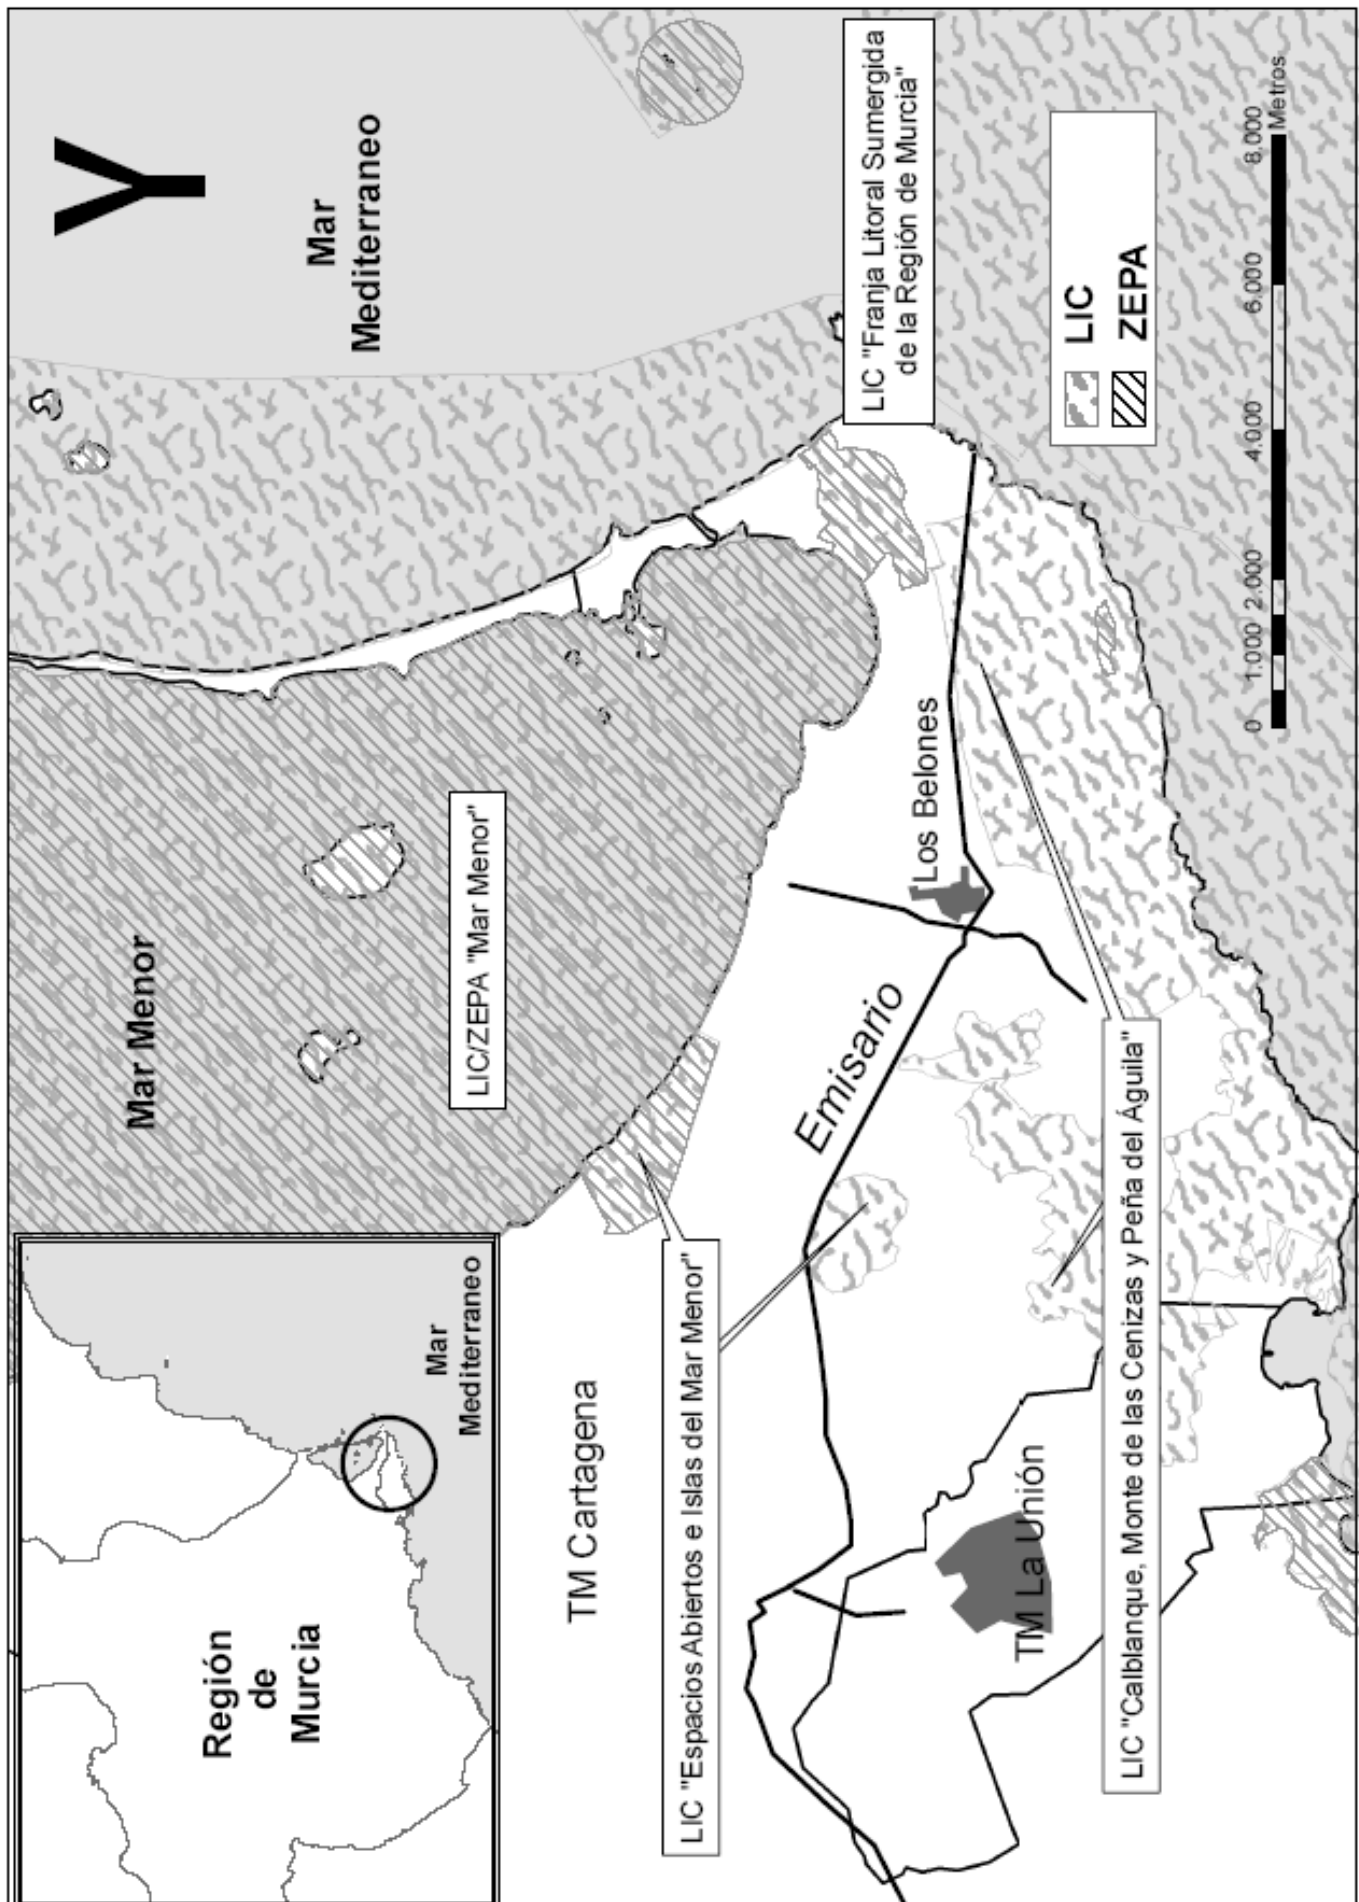 Región
de
Murcia
Mar
Mediterraneo
Mar Menor
Mar
Mediterraneo
LIC/ZEPA "Mar Menor"
TM Cartagena
LIC "Espacios Abiertos e Islas del Mar Menor"
Emisario
Los Belones
LIC "Franja Litoral Sumergida
de la Región de Murcia"
TM La Unión
LIC "Calblanque, Monte de las Cenizas y Peña del Águila"
LIC
ZEPA
0 1.000 2.000 4.000 6.000 8.000
Metros